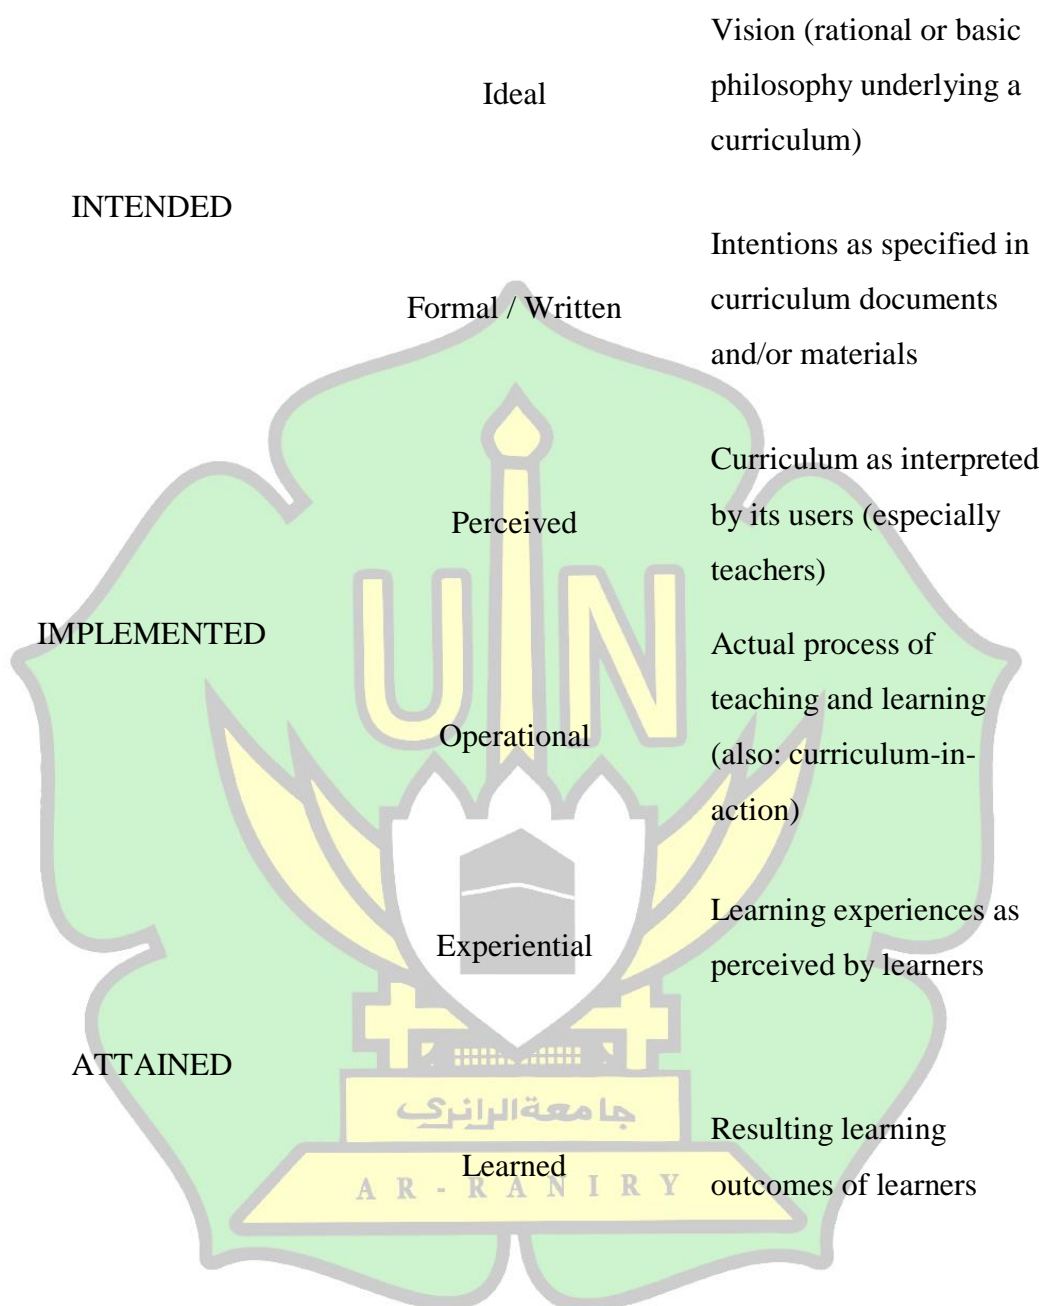 Vision (rational or basic
Ideal
philosophy underlying a
curriculum)
INTENDED
Intentions as specified in
Formal / Written
curriculum documents
and/or materials
Curriculum as interpreted
Perceived
by its users (especially
teachers)
UIN
IMPLEMENTED
Actual process of
teaching and learning
Operational
(also: curriculum-in-
action)
Learning experiences as
Experiential
perceived by learners
ATTAINED
جامعة الرانري
Resulting learning
Learned
outcomes of learners
AR-RANIRY